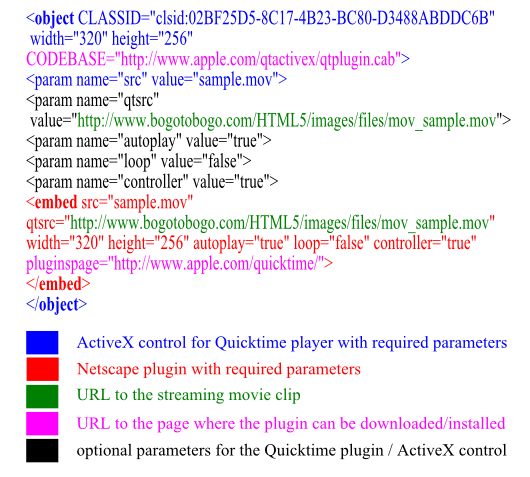 <object CLASSID="clsid:02BF25D5-8C17-4B23-BC80-D3488ABDDC6B"
width="320" height="256"
CODEBASE="http://www.apple.com/qtactivex/qtplugin.cab">
<param name="src" value="sample.mov">
<param name="qtsrc"
value="http://www.bogotobogo.com/HTML5/images/files/mov_sample.mov">
<param name="autoplay" value="true">
<param name="loop" value="false">
<param name="controller" value="true">
<embed src="sample.mov"
qtsrc="http://www.bogotobogo.com/HTML5/images/files/mov_sample.mov"
width="320" height="256" autoplay="true" loop="false" controller="true"
pluginspage="http://www.apple.com/quicktime/">
</embed>
</object>
ActiveX control for Quicktime player with required parameters
Netscape plugin with required parameters
URL to the streaming movie clip
URL to the page where the plugin can be downloaded/installed
optional parameters for the Quicktime plugin / ActiveX control